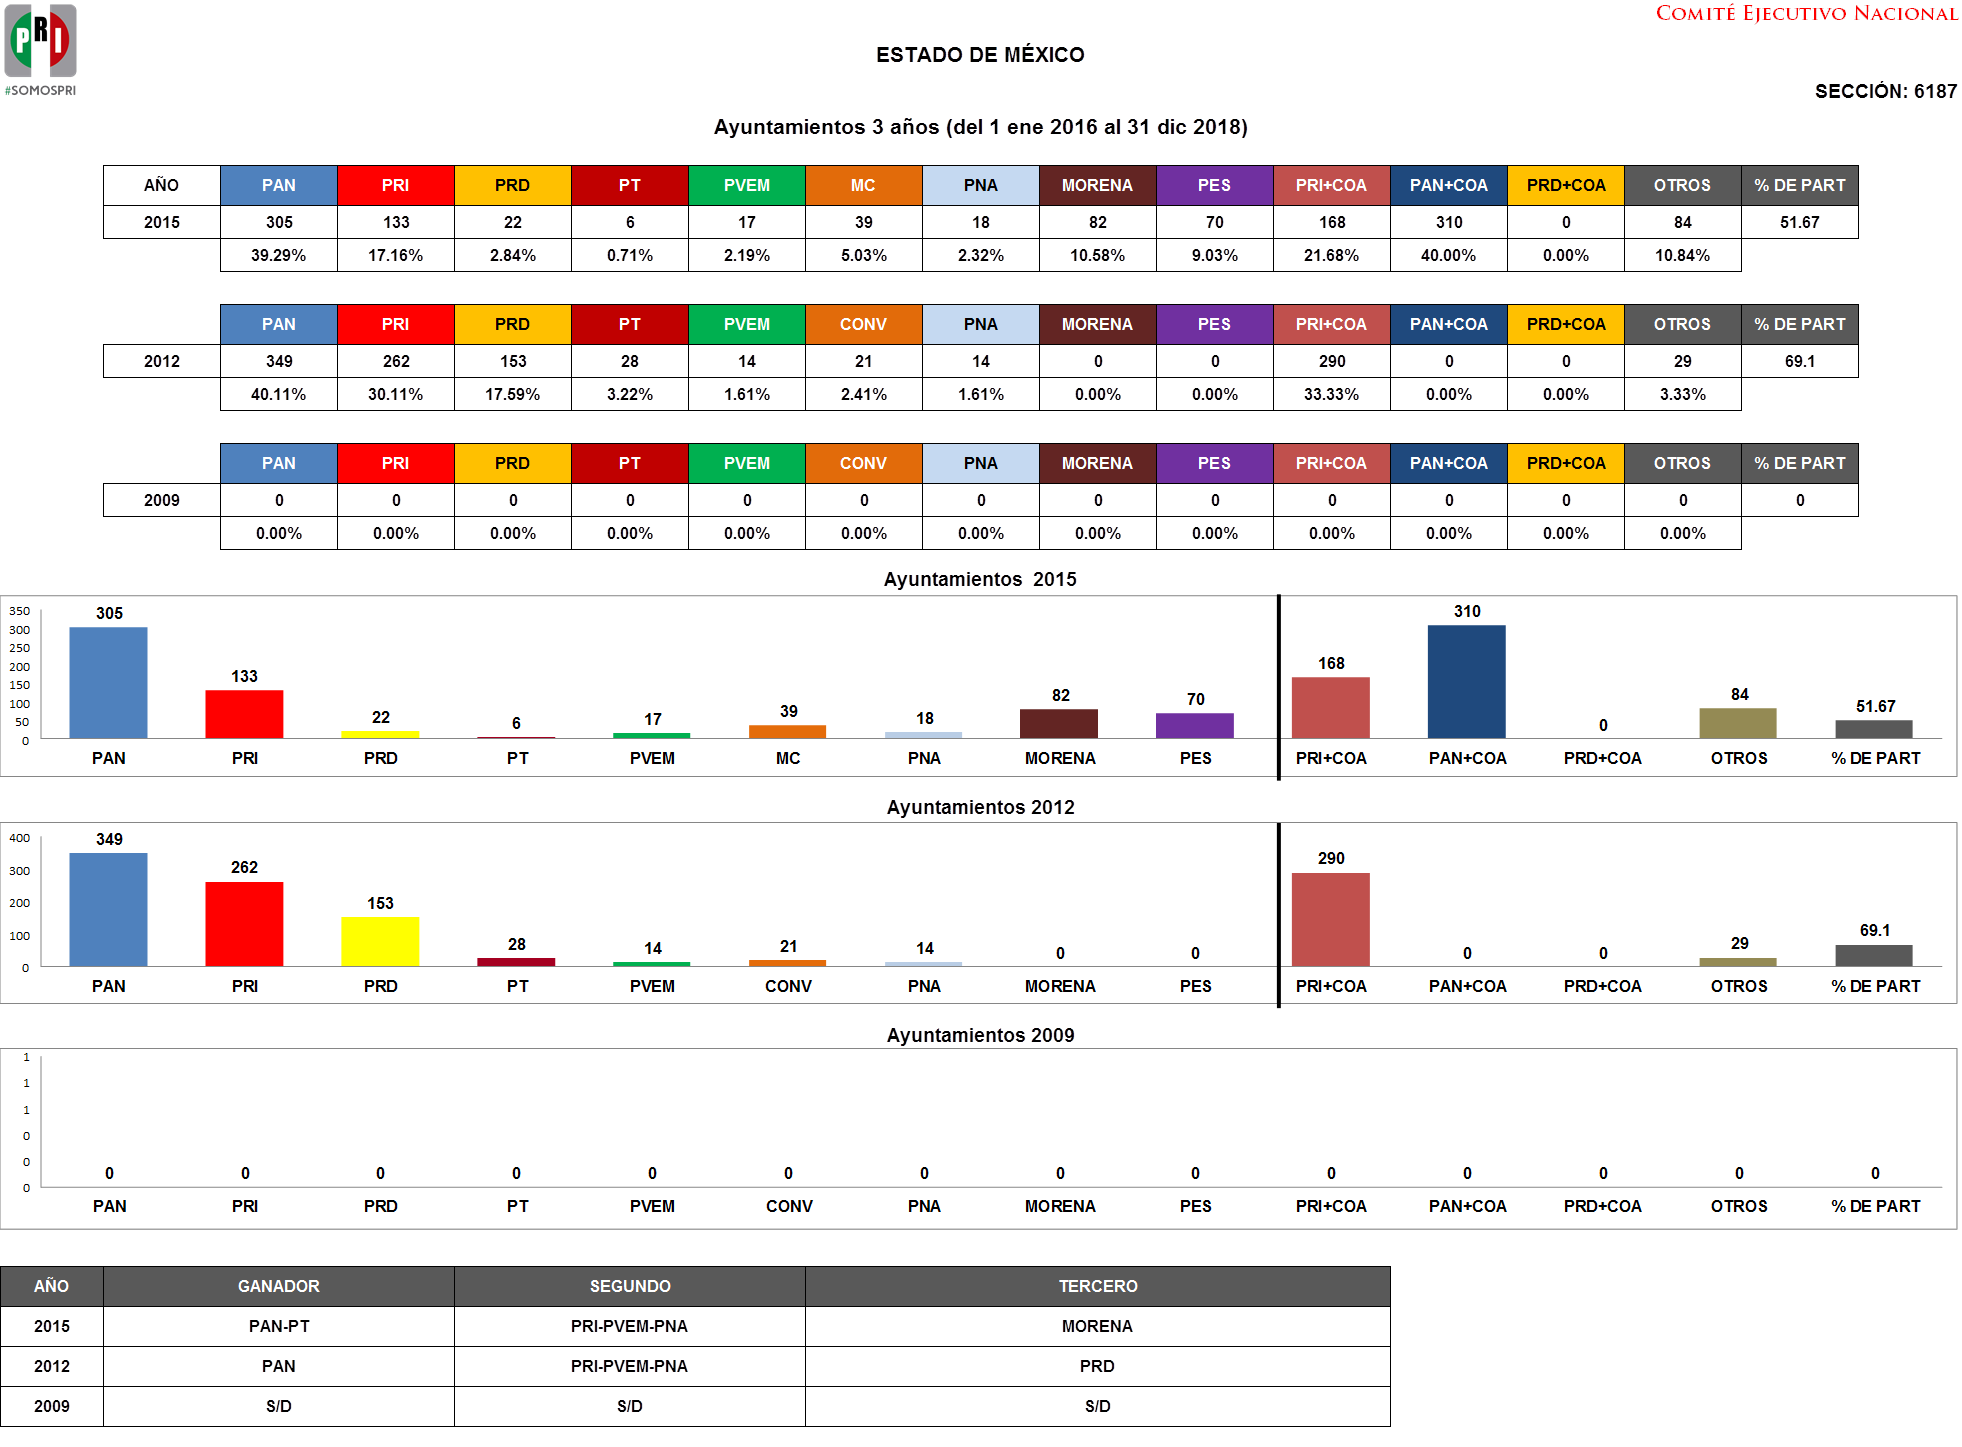 PRI
#SOMOSPRI
COMITÉ EJECUTIVO NACIONAL
ESTADO DE MÉXICO
SECCIÓN: 6187
Ayuntamientos 3 años (del 1 ene 2016 al 31 dic 2018)
AÑO PAN PRI PRD PT PVEM MC PNA MORENA PES PRI+COA PAN+COA PRD+COA OTROS % DE PART
2015 305 133 22 6 17 39 18 82 70 168 310 0 84 51.67
39.29% 17.16% 2.84% 0.71% 2.19% 5.03% 2.32% 10.58% 9.03% 21.68% 40.00% 0.00% 10.84%
PAN PRI PRD PT PVEM CONV PNA MORENA PES PRI+COA PAN+COA PRD+COA OTROS % DE PART
2012 349 262 153 28 14 21 14 0 0 290 0 0 29 69.1
40.11% 30.11% 17.59% 3.22% 1.61% 2.41% 1.61% 0.00% 0.00% 33.33% 0.00% 0.00% 3.33%
PAN PRI PRD PT PVEM CONV PNA MORENA PES PRI+COA PAN+COA PRD+COA OTROS % DE PART
2009 0 0 0 0 0 0 0 0 0 0 0 0 0 0
0.00% 0.00% 0.00% 0.00% 0.00% 0.00% 0.00% 0.00% 0.00% 0.00% 0.00% 0.00% 0.00%
Ayuntamientos 2015
350
300
250
200
150
100
50
0
305 133 22 6 17 39 18 82 70 168 310 0 84 51.67
PAN PRI PRD PT PVEM MC PNA MORENA PES PRI+COA PAN+COA PRD+COA OTROS % DE PART
Ayuntamientos 2012
400
300
200
100
0
349 262 153 28 14 21 14 0 0 290 0 0 29 69.1
PAN PRI PRD PT PVEM CONV PNA MORENA PES PRI+COA PAN+COA PRD+COA OTROS % DE PART
Ayuntamientos 2009
1
1
1
0
0
0
0 0 0 0 0 0 0 0 0 0 0 0 0 0
PAN PRI PRD PT PVEM CONV PNA MORENA PES PRI+COA PAN+COA PRD+COA OTROS % DE PART
AÑO GANADOR SEGUNDO TERCERO
2015 PAN-PT PRI-PVEM-PNA MORENA
2012 PAN PRI-PVEM-PNA PRD
2009 S/D S/D S/D